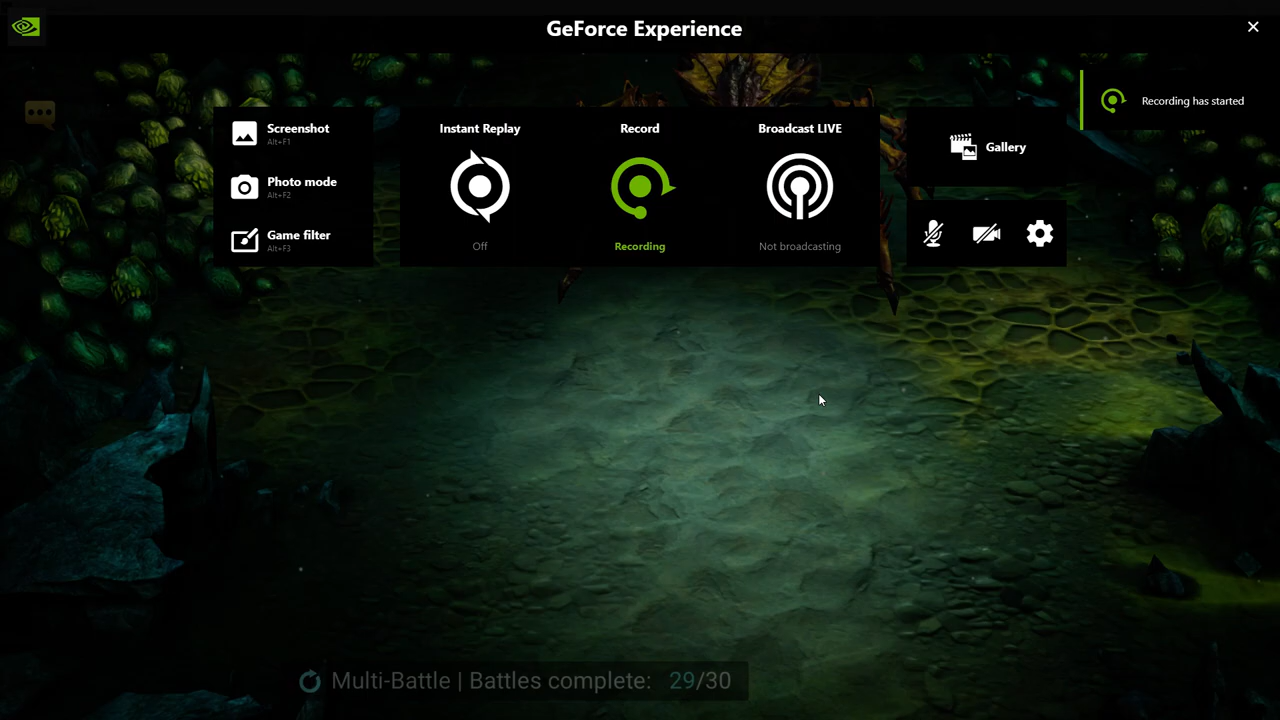 GeForce Experience
Recording has started
Screenshot
Alt+F1
Photo mode
Alt+F2
Game filter
Alt+F3
Instant Replay
Off
Record
Recording
Broadcast LIVE
Not broadcasting
Gallery
Multi-Battle | Battles complete: 29/30